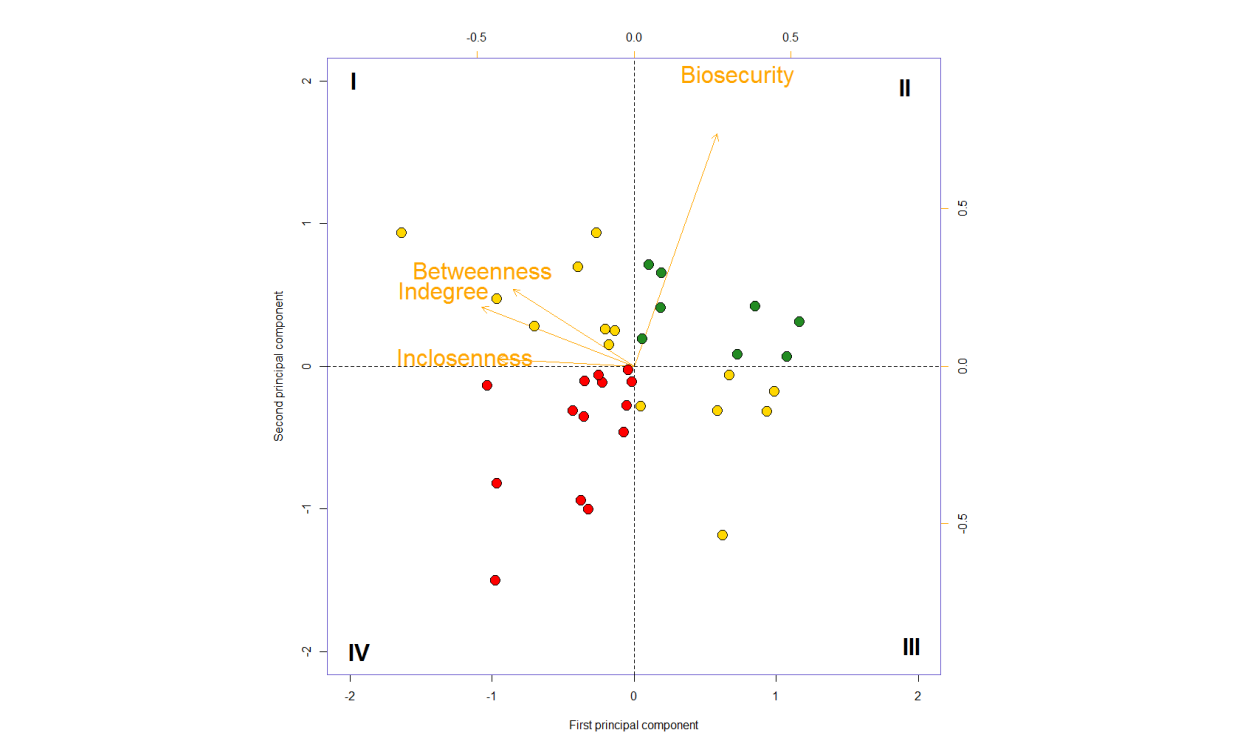 -0.5 0.0 0.5
Biosecurity
I
II
2
1
0
-1
-2
Second principal component
0.5
0.0
-0.5
Betweenness
Indegree
Inclosenness
IV
III
-2 -1 0 1 2
First principal component